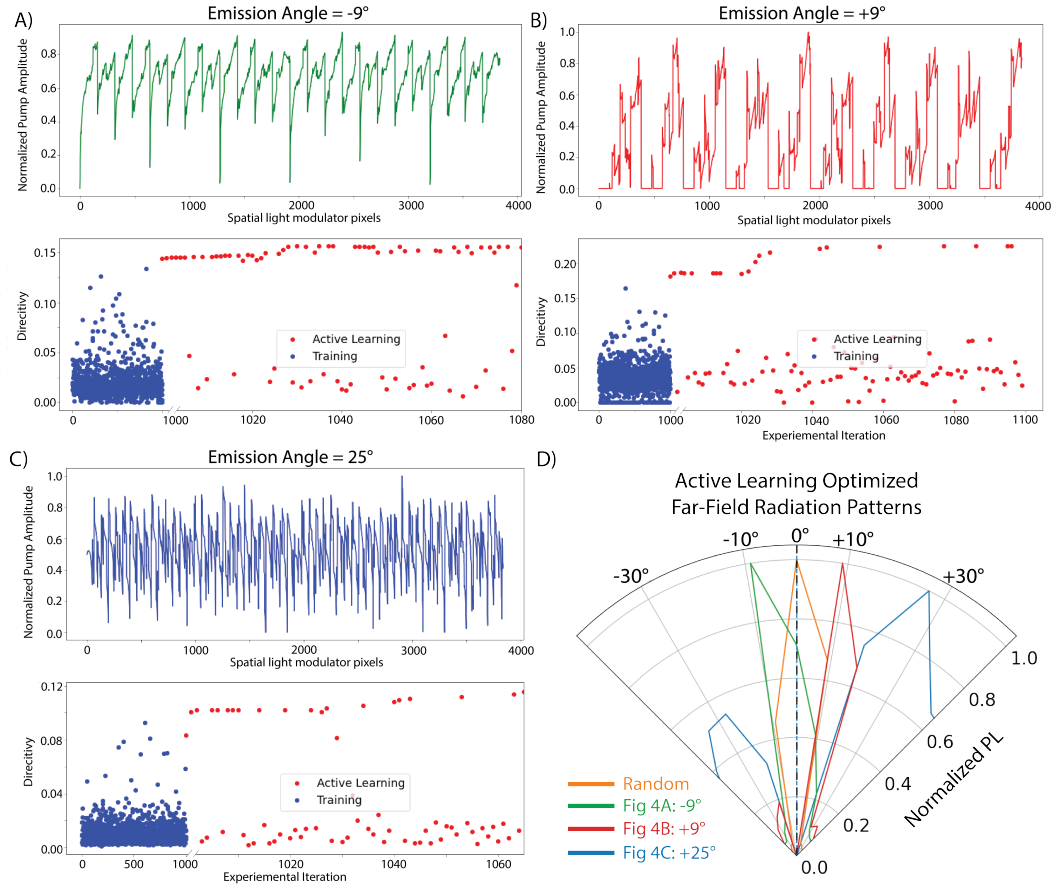 A)
Emission Angle = -9°
Normalized Pump Amplitude
0.8
0.6
0.4
0.2
0.0
0
1000
2000
3000
4000
Spatial light modulator pixels
Direcitivy
0.15
0.10
0.05
0.00
Active Learning
Training
0
1000
1020
1040
1060
1080
B)
Emission Angle = +9°
Normalized Pump Amplitude
1.0
0.8
0.6
0.4
0.2
0.0
0
1000
2000
3000
4000
Spatial light modulator pixels
Direcitivy
0.20
0.15
0.10
0.05
0.00
Active Learning
Training
0
1000
1020
1040
1060
1080
1100
Experiemental Iteration
C)
Emission Angle = 25°
Normalized Pump Amplitude
1.0
0.8
0.6
0.4
0.2
0.0
0
1000
2000
3000
4000
Spatial light modulator pixels
Direcitivy
0.12
0.08
0.04
0.00
Active Learning
Training
0
500
1000
1020
1040
1060
Experiemental Iteration
D)
Active Learning Optimized
Far-Field Radiation Patterns
-30°
-10°
0°
+10°
+30°
1.0
0.8
0.6
0.4
0.2
0.0
Normalized PL
Random
Fig 4A: -9°
Fig 4B: +9°
Fig 4C: +25°